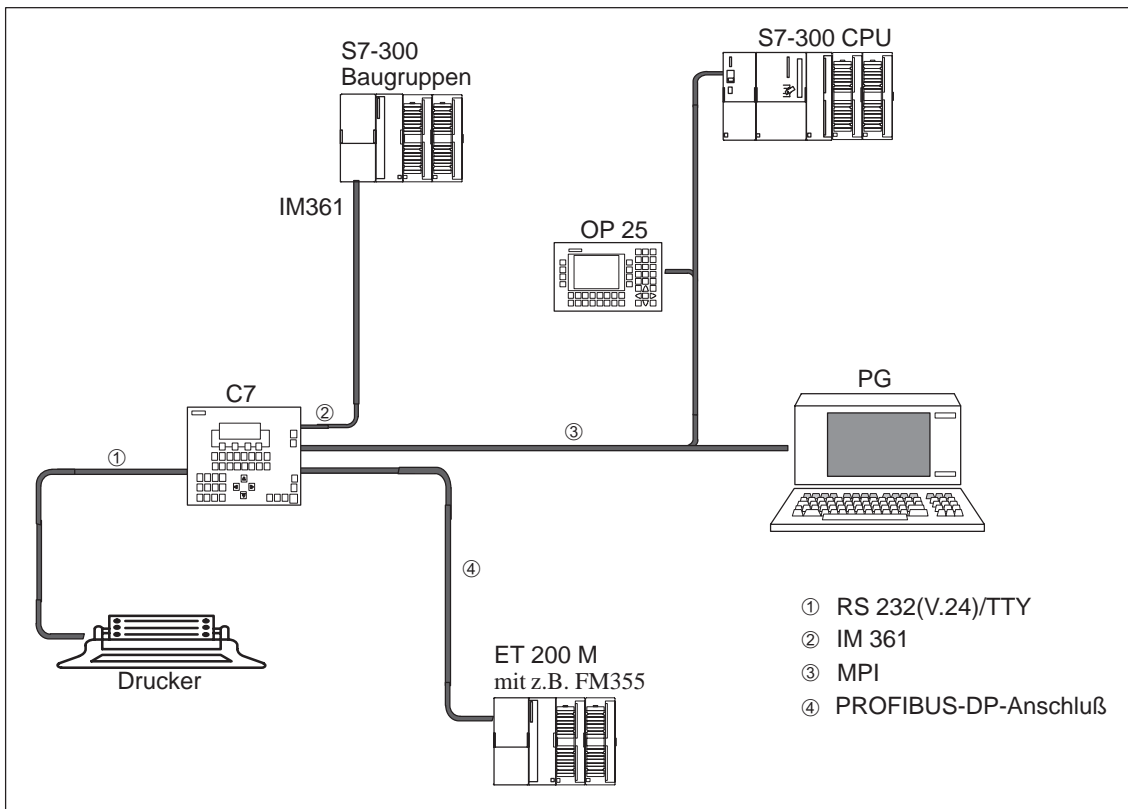 S7-300 CPU
S7-300
Baugruppen
IM361
OP 25
PG
C7
②
③
①
④
① RS 232(V.24)/TTY
② IM 361
③ MPI
④ PROFIBUS-DP-Anschluß
ET 200 M
mit z.B. FM355
Drucker